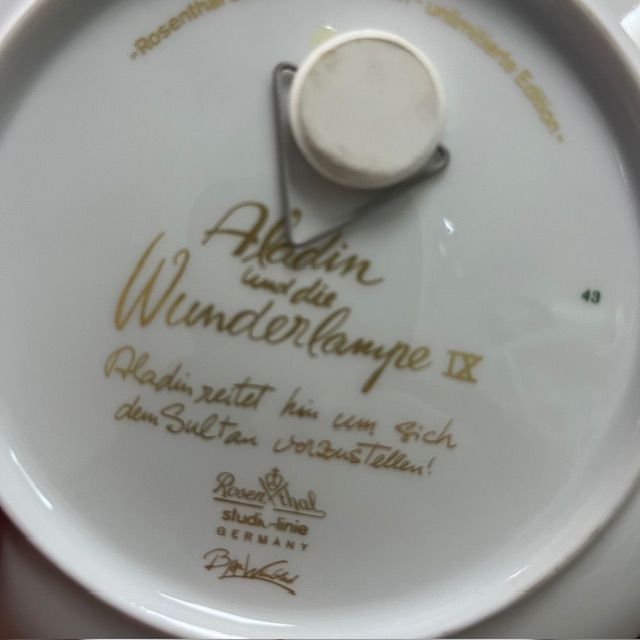 -Rosenthal
- unlimitierte Edition -
Aladin
und die
Wunderlampe IX
43
Aladin reitet hin um sich
dem Sultan vorzustellen!
Rosenthal
studio-linie
GERMANY